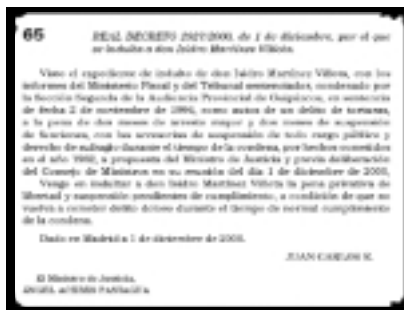 65 REAL DECRETO /2000, de 1 de diciembre, por el que
se indulta a don Isidro Martínez
Visto el expediente de indulto de don Isidro Martínez con los
informes del Ministerio Fiscal y del Tribunal sentenciador, condenado por
la Sección Segunda de la Audiencia Provincial de Guipúzcoa, en sentencia
de fecha 2 de noviembre de 1994, como autor de un delito de torturas,
a la pena de dos meses de arresto mayor y dos meses de suspensión
de funciones, con las accesorias de suspensión de todo cargo público y
derecho de sufragio durante el tiempo de la condena, por hechos cometidos
en el año a propuesta del Ministro de Justicia y previa deliberación
del Consejo de Ministros en su reunión del día 1 de diciembre de 2000,
Vengo en indultar a don Isidro Martínez la pena privativa de
libertad y suspensión pendientes de cumplimiento, a condición de que no
vuelva a cometer delito doloso durante el tiempo de normal cumplimiento
de la condena.
Dado en Madrid a 1 de diciembre de 2000.
JUAN CARLOS R.
El Ministro de Justicia,
ÁNGEL ACEBES PANIAGUA